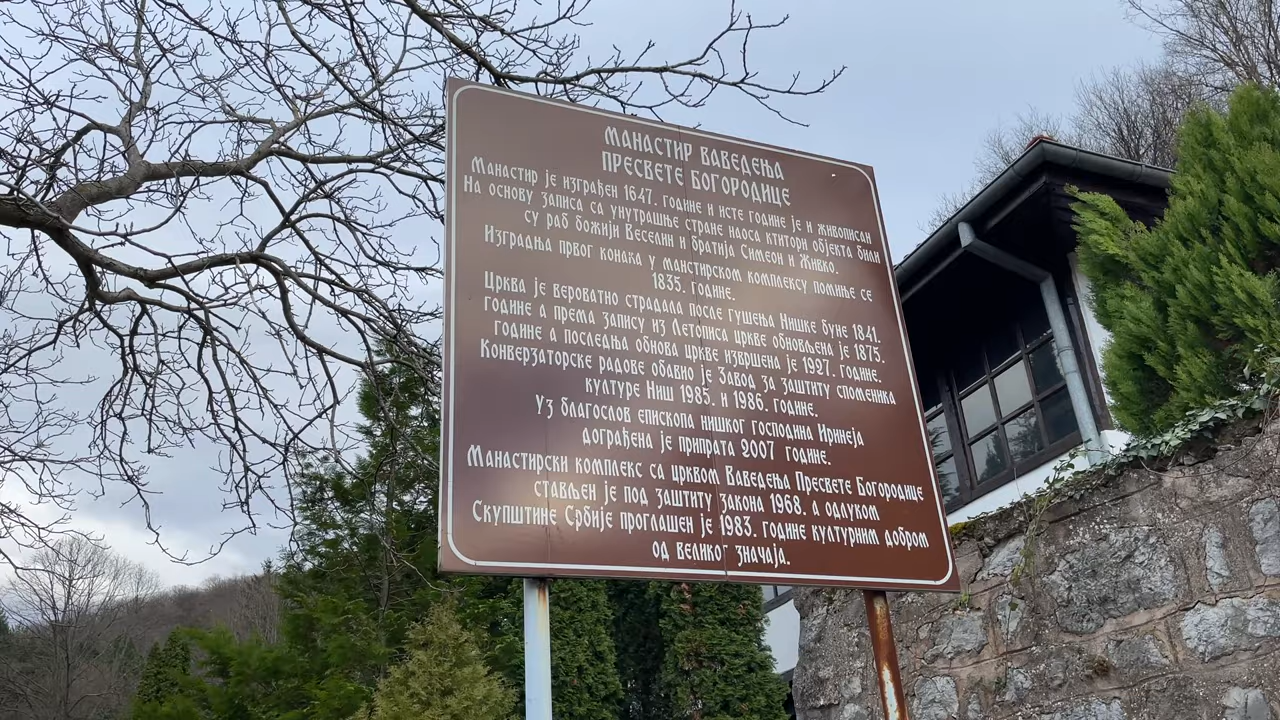 МАНАСТИР ВАВЕДЕЊА
ПРЕСВЕТЕ БОГОРОДИЦЕ
Манастир је изграђен 1647. године и исте године је и живописан
На основу записа са унутрашње стране наоса ктитори објекта били
су раб божији Веселин и братија Симеон и Живко.
Изградња првог конака у манстирском комплексу помиње се
1835. године.
Црква је вероватно страдала после гушења Нишке буне 1841.
године а према запису из Летописа цркве обновљена је 1875.
године а последња обнова цркве извршена је 1927. године.
Конверзаторске радове обавио је Завод за заштиту споменика
културе Ниш 1985. и 1986. године.
Уз благослов епископа нишког господина Иринеја
дограђена је припрата 2007 године.
Манастирски комплекс са црквом Ваведења Пресвете Богородице
стављен је под заштиту закона 1968. а одлуком
Скупштине Србије проглашен је 1983. године културним добром
од великог значаја.